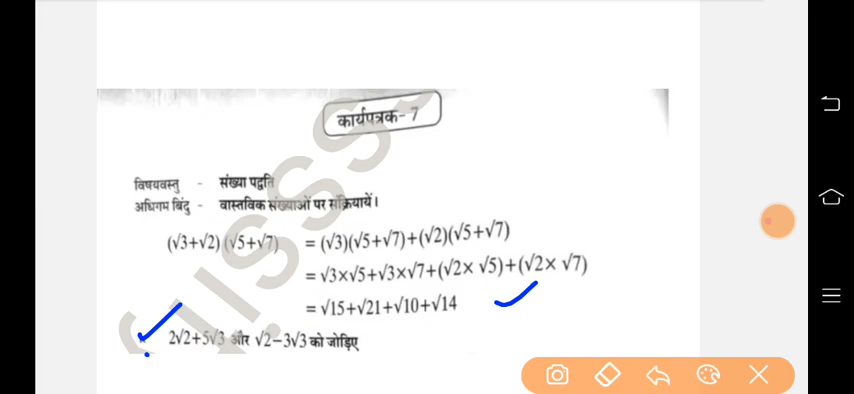 कार्यपत्रक- 7
विषयवस्तु - संख्या पद्वति
अधिगम बिंदु - वास्तविक संख्याओं पर संक्रियायें।
(√3+√2) (√5+√7) = (√3)(√5+√7)+(√2)(√5+√7)
= √3×√5+√3×√7+(√2× √5)+(√2× √7)
= √15+√21+√10+√14
2√2+5√3 और √2−3√3 को जोड़िए